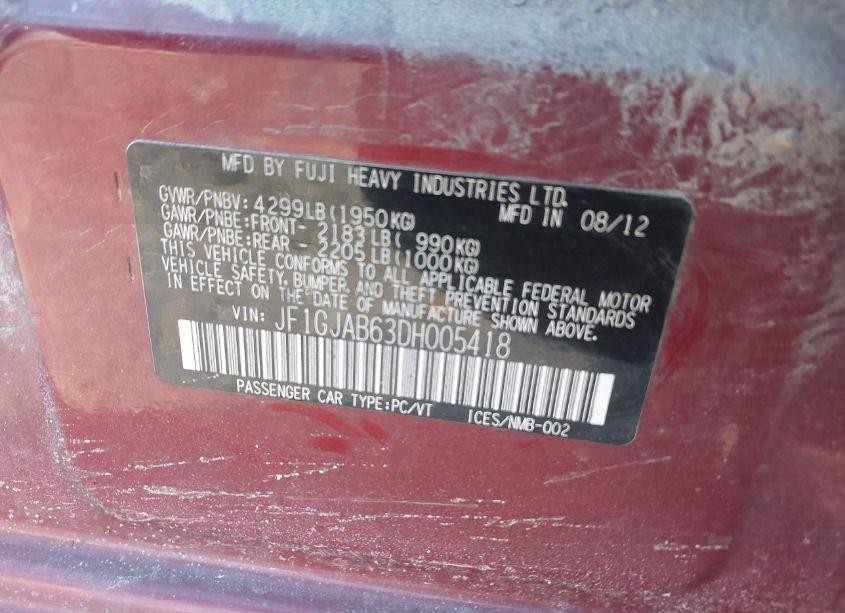 MFD BY FUJI HEAVY INDUSTRIES LTD.
MFD IN 08/12
GVWR/PNBV: 4299LB(1950KG)
GAWR/PNBE:FRONT- 2183LB( 990KG)
GAWR/PNBE:REAR - 2205LB(1000KG)
THIS VEHICLE CONFORMS TO ALL APPLICABLE FEDERAL MOTOR
VEHICLE SAFETY, BUMPER, AND THEFT PREVENTION STANDARDS
IN EFFECT ON THE DATE OF MANUFACTURE SHOWN ABOVE.
VIN: JF1GJAB63DH005418
PASSENGER CAR TYPE:PC/VT ICES/NMB-002